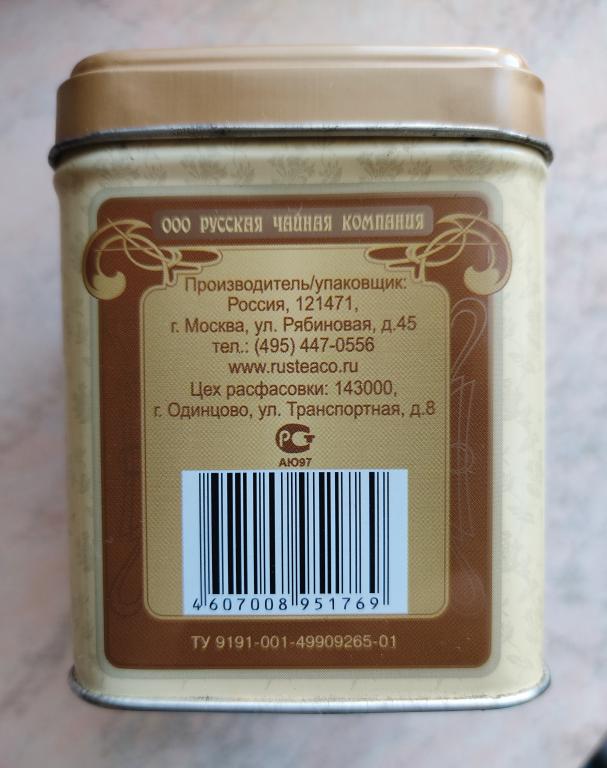 ООО РУССКАЯ ЧАЙНАЯ КОМПАНИЯ
Производитель/упаковщик:
Россия, 121471,
г. Москва, ул. Рябиновая, д.45
тел.: (495) 447-0556
www.rusteaco.ru
Цех расфасовки: 143000,
г. Одинцово, ул. Транспортная, д.8
РСТ
АЮ97
4 607008 951769
ТУ 9191-001-49909265-01